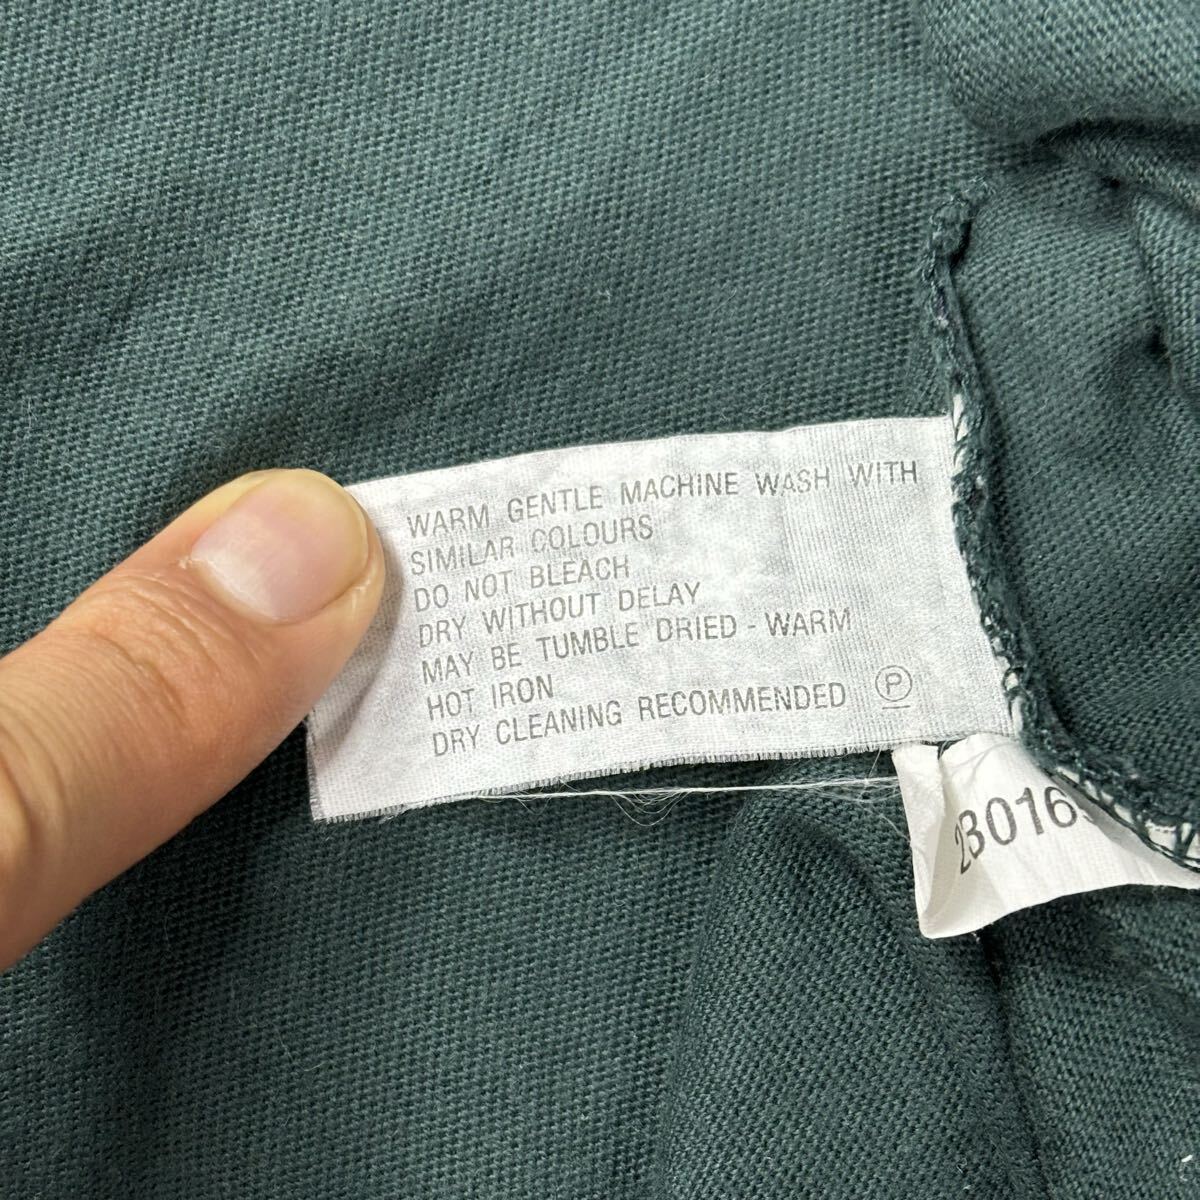 WARM GENTLE MACHINE WASH WITH
SIMILAR COLOURS
DO NOT BLEACH
DRY WITHOUT DELAY
MAY BE TUMBLE DRIED - WARM
HOT IRON
DRY CLEANING RECOMMENDED Ⓟ